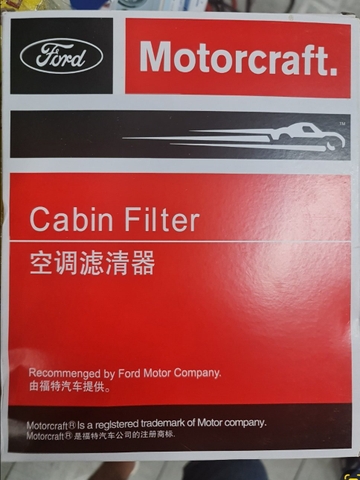 Ford
Motorcraft.
TM
Cabin Filter
空调滤清器
Recommenged by Ford Motor Company.
由福特汽车提供。
Motorcraft® Is a registered trademark of Motor company.
Motorcraft® 是福特汽车公司的注册商标.